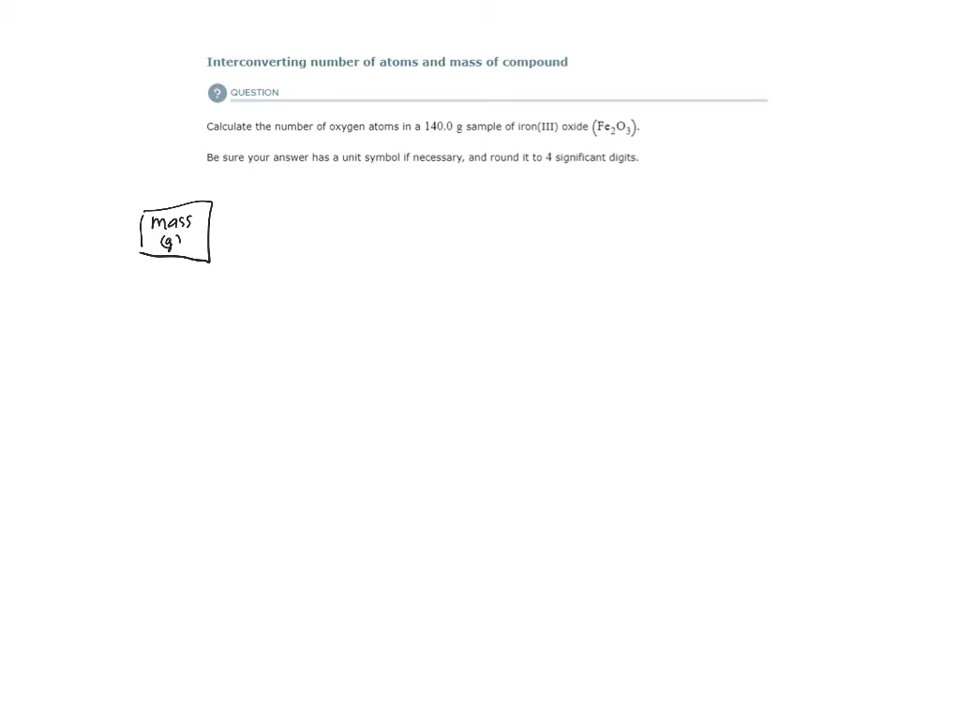 Interconverting number of atoms and mass of compound
? QUESTION
Calculate the number of oxygen atoms in a 140.0 g sample of iron(III) oxide (Fe₂O₃).
Be sure your answer has a unit symbol if necessary, and round it to 4 significant digits.
mass
(g)